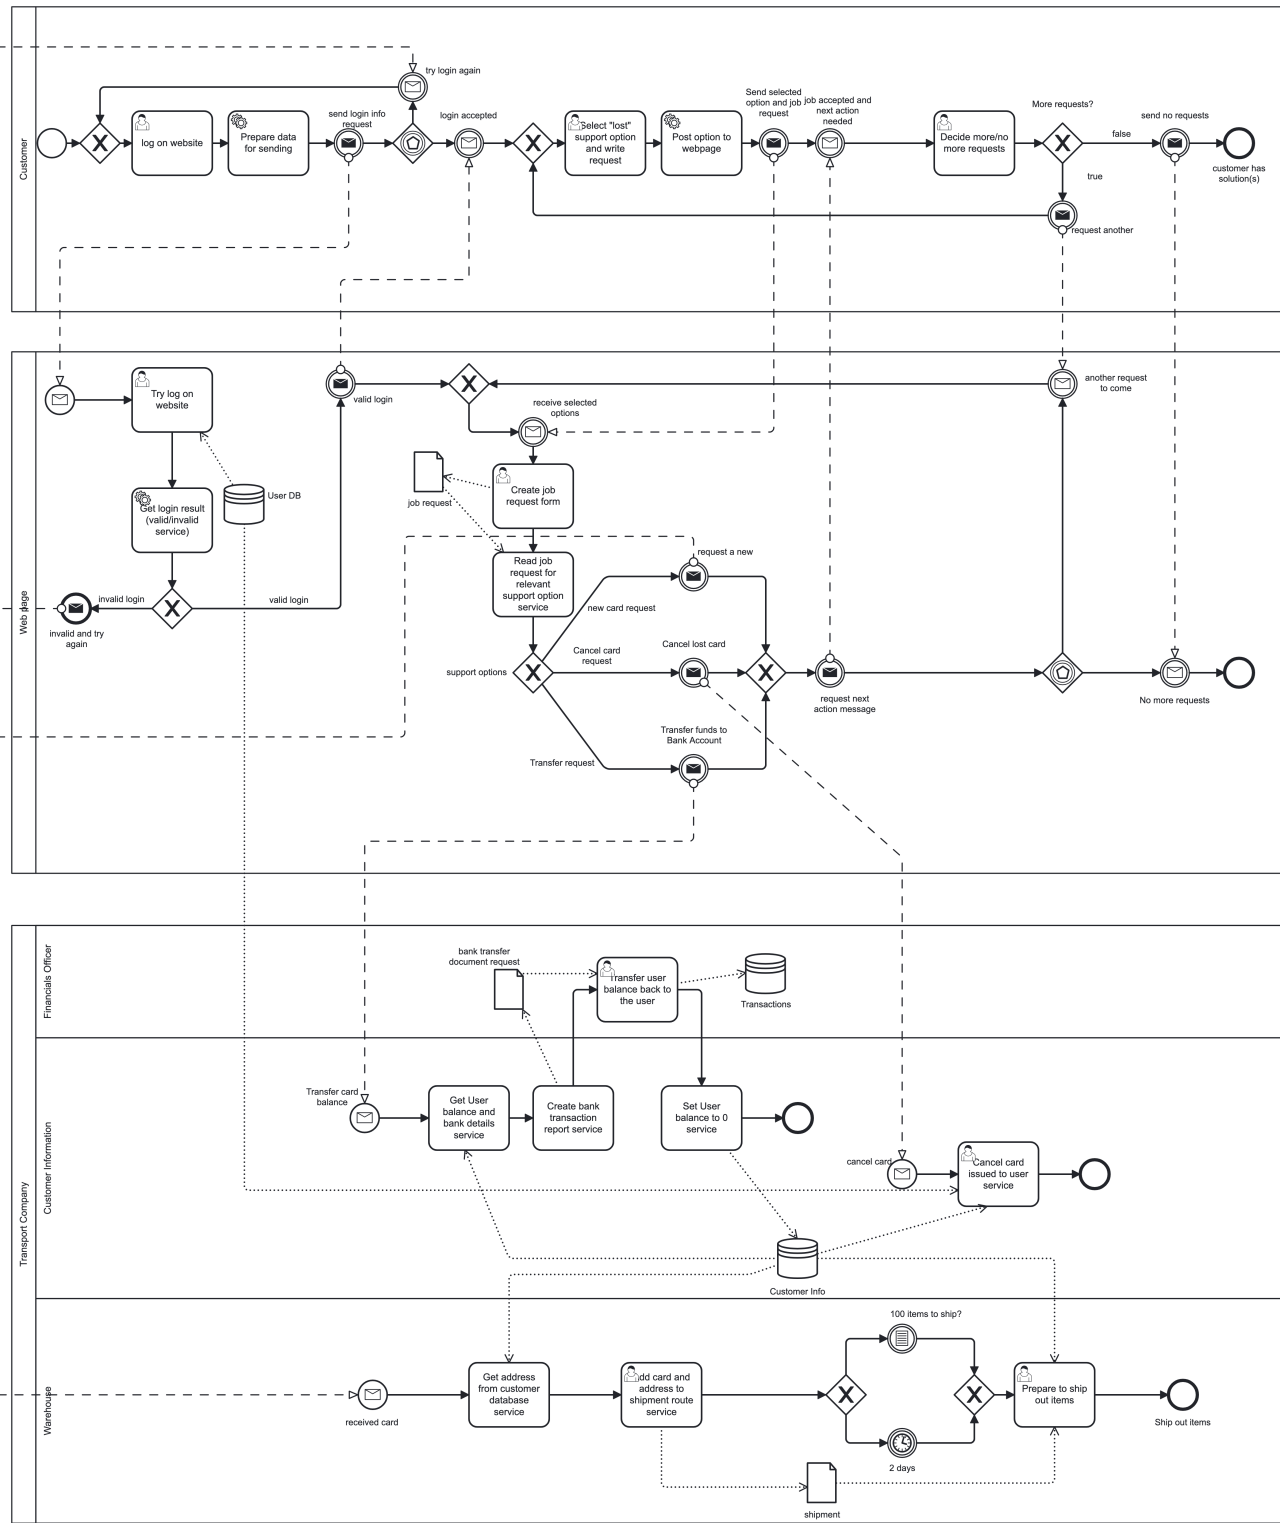 Customer
try login again
send login info
request
login accepted
log on website
Prepare data
for sending
Select "lost"
support option
and write
request
Post option to
webpage
Send selected
option and job
request
job accepted and
next action
needed
Decide more/no
more requests
More requests?
false
true
send no requests
customer has
solution(s)
request another
Web page
Try log on
website
valid login
receive selected
options
another request
to come
User DB
Get login result
(valid/invalid
service)
job request
Create job
request form
Read job
request for
relevant
support option
service
request a new
invalid login
valid login
invalid and try
again
new card request
support options
Cancel card
request
Cancel lost card
request next
action message
No more requests
Transfer funds to
Bank Account
Transfer request
Transport Company
Financials Officer
bank transfer
document request
Transfer user
balance back to
the user
Transactions
Customer Information
Transfer card
balance
Get User
balance and
bank details
service
Create bank
transaction
report service
Set User
balance to 0
service
cancel card
Cancel card
issued to user
service
Customer Info
Warehouse
received card
Get address
from customer
database
service
dd card and
address to
shipment route
service
100 items to ship?
2 days
Prepare to ship
out items
Ship out items
shipment